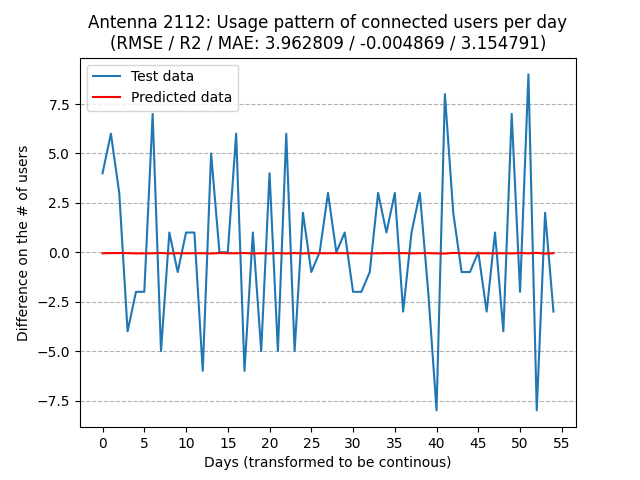 Antenna 2112: Usage pattern of connected users per day
(RMSE / R2 / MAE: 3.962809 / -0.004869 / 3.154791)
Test data
Predicted data
Difference on the # of users
7.5
5.0
2.5
0.0
−2.5
−5.0
−7.5
0 5 10 15 20 25 30 35 40 45 50 55
Days (transformed to be continous)